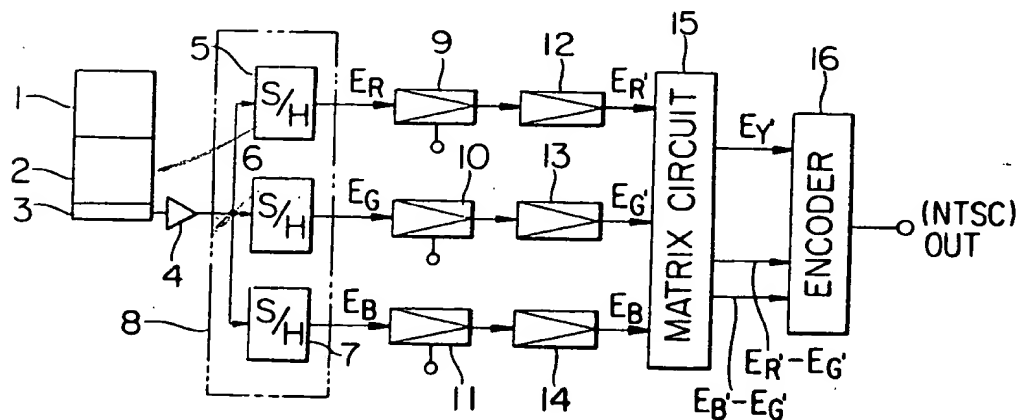 15
9
12
16
5
1
S/H
E_R
E_R'
2
6
10
13
E_Y'
3
S/H
E_G
E_G'
MATRIX CIRCUIT
ENCODER
(NTSC)
OUT
4
8
S/H
E_B
E_B
7
11
14
E_R'-E_G'
E_B'-E_G'